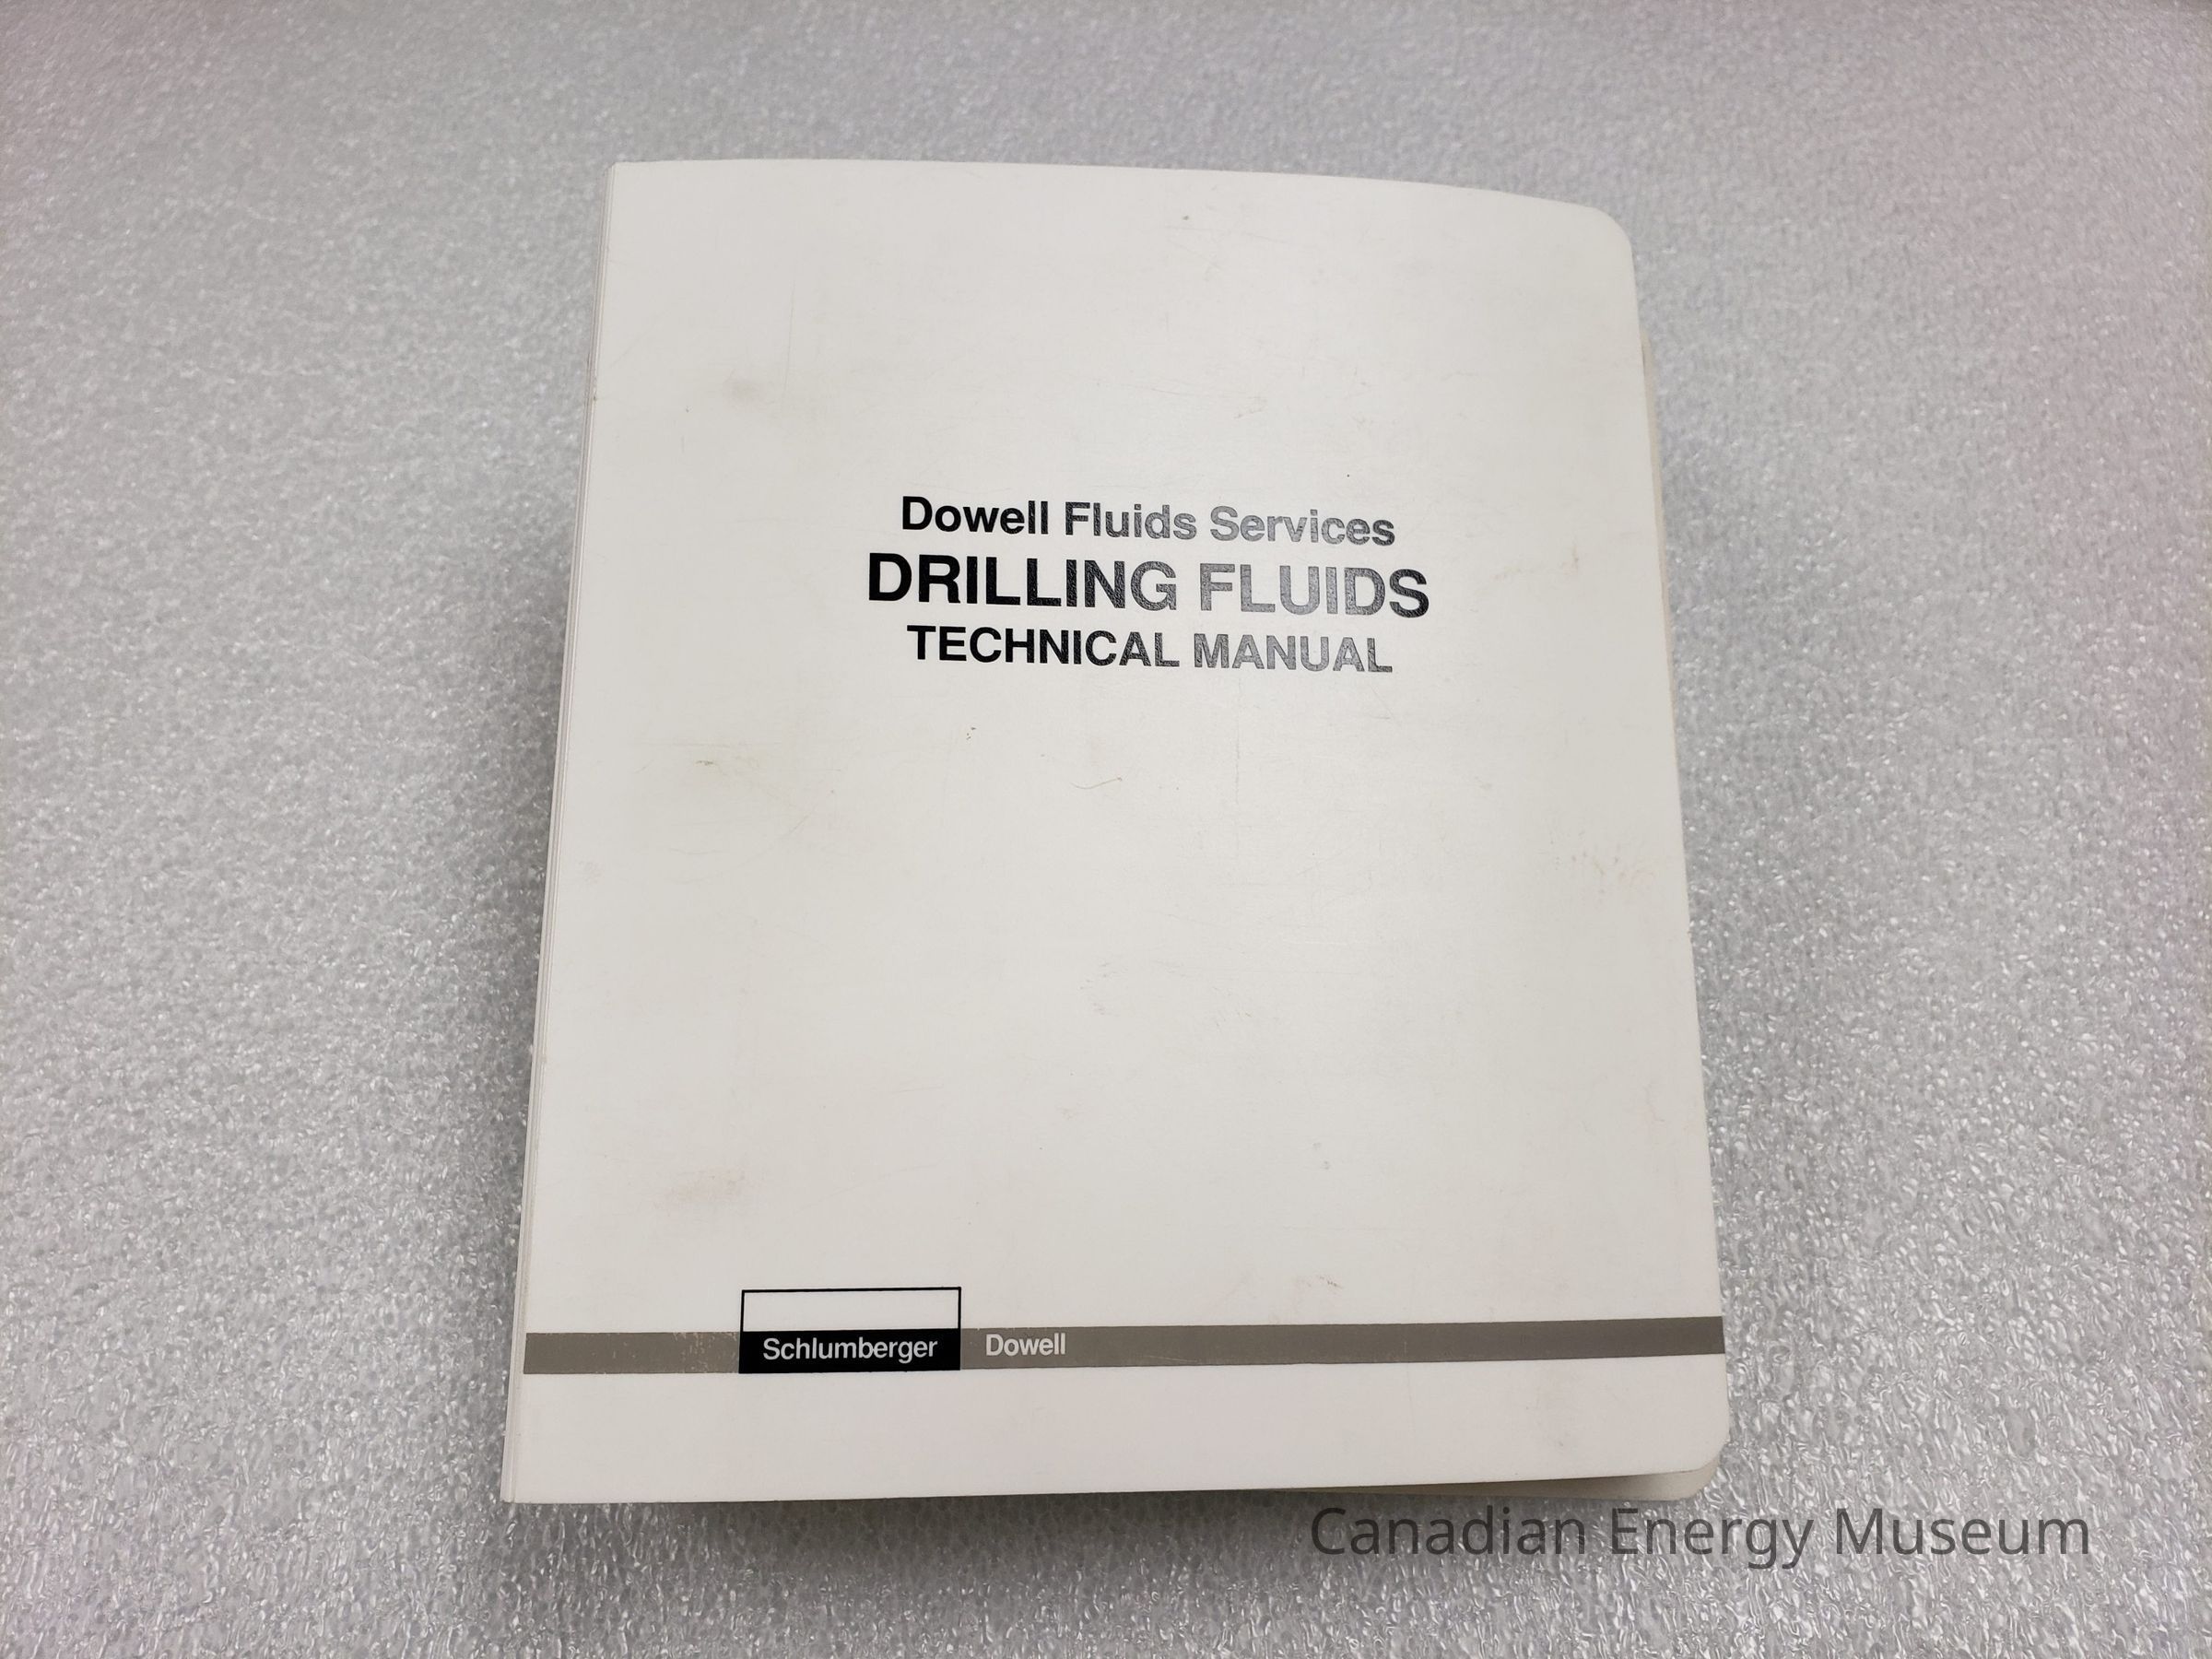 Dowell Fluids Services
DRILLING FLUIDS
TECHNICAL MANUAL
Schlumberger Dowell
Canadian Energy Museum